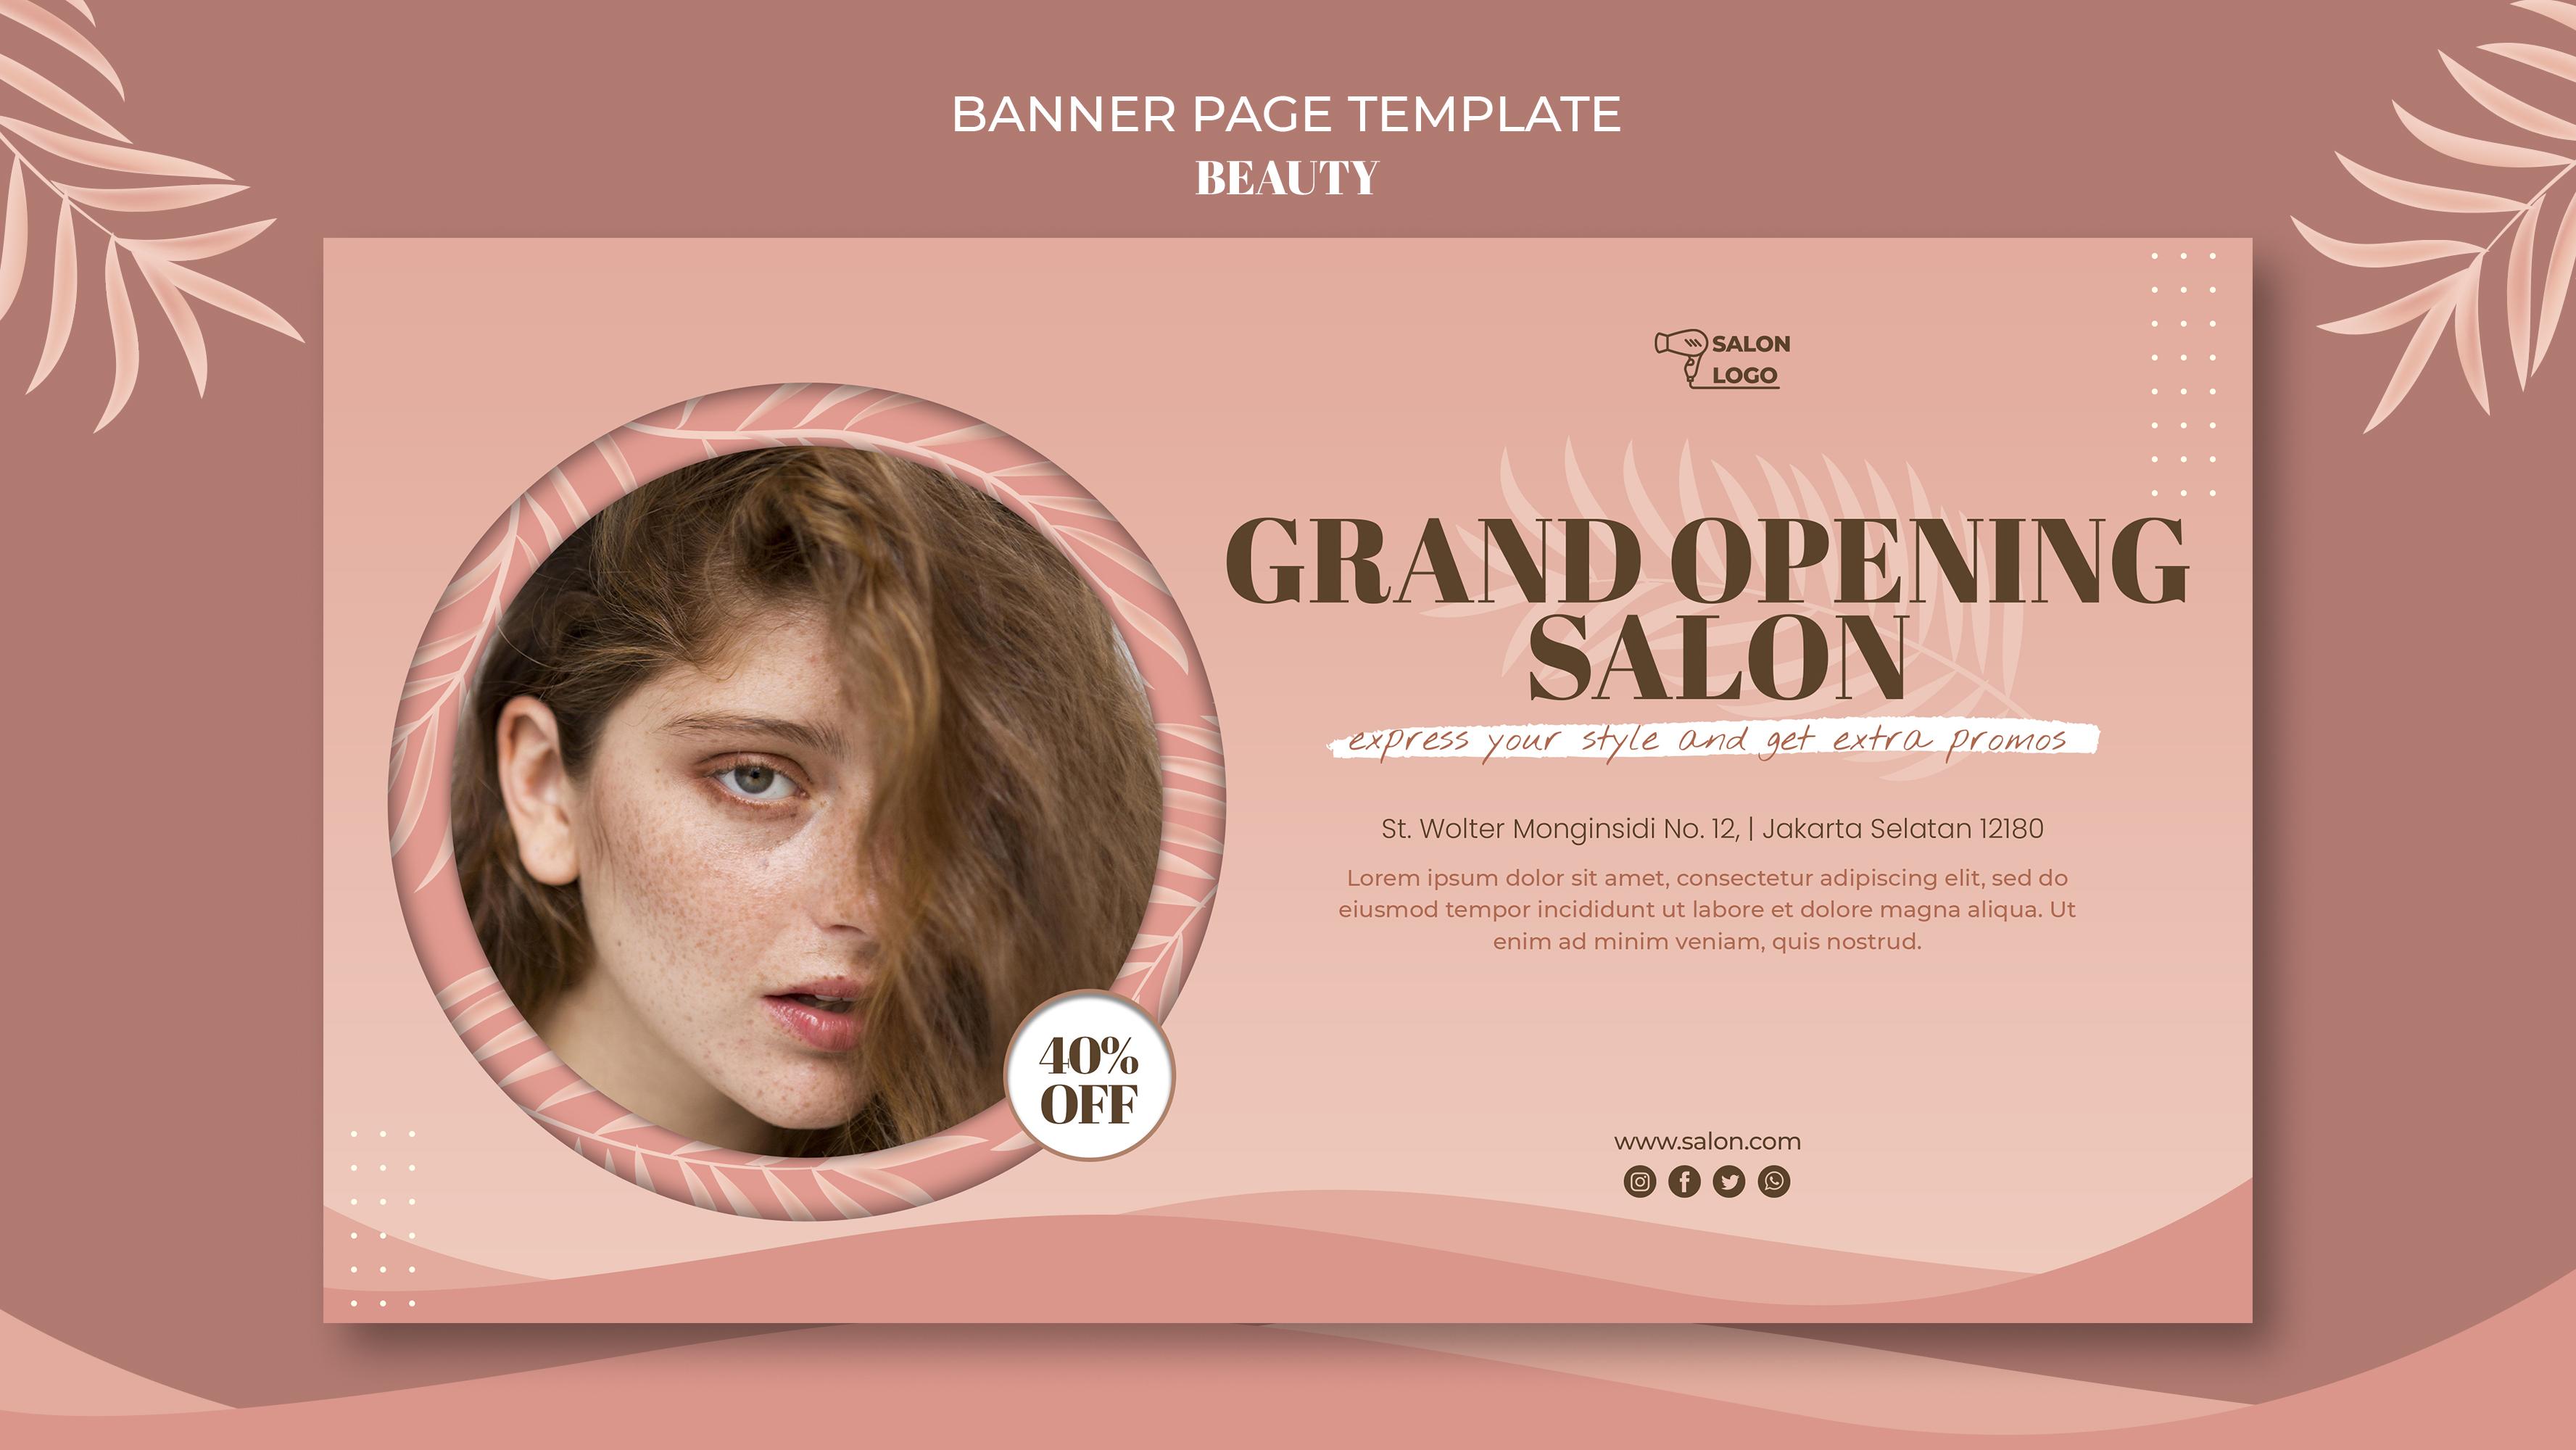 BANNER PAGE TEMPLATE
BEAUTY
SALON
LOGO
GRAND OPENING
SALON
express your style and get extra promos
St. Wolter Monginsidi No. 12, | Jakarta Selatan 12180
Lorem ipsum dolor sit amet, consectetur adipiscing elit, sed do
eiusmod tempor incididunt ut labore et dolore magna aliqua. Ut
enim ad minim veniam, quis nostrud.
40%
OFF
www.salon.com